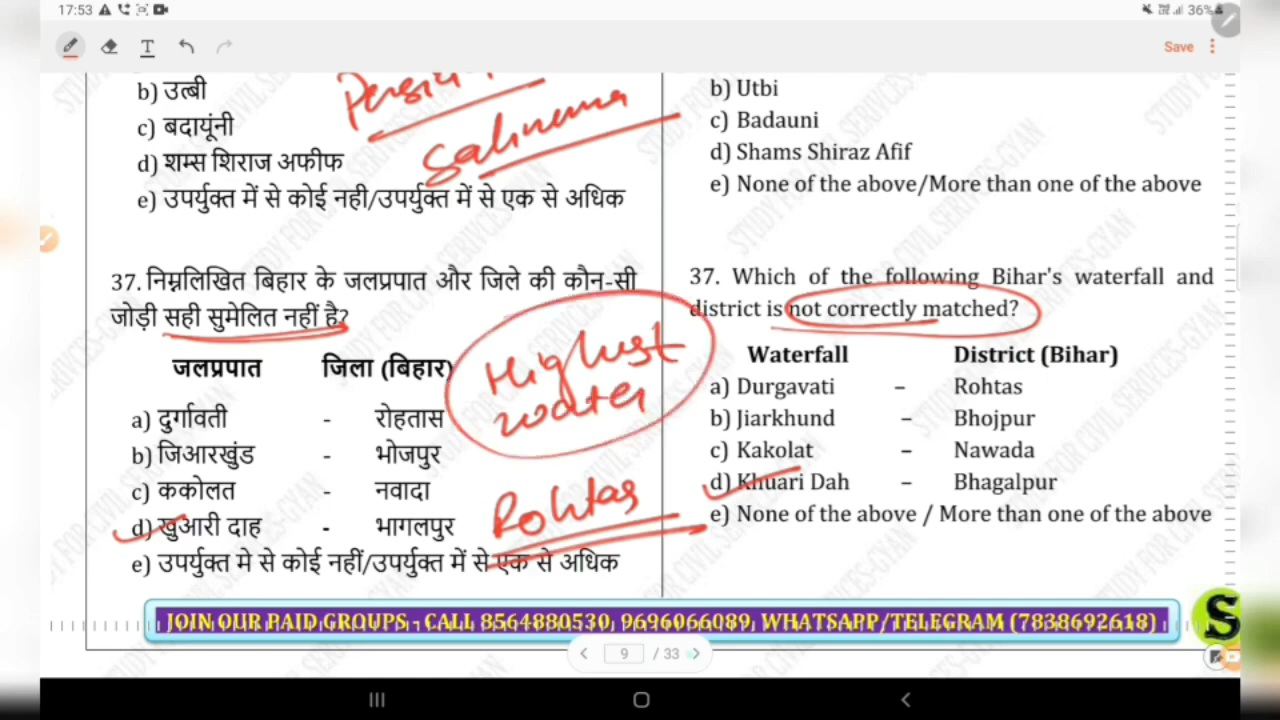 17:53
36%
Save
b) उत्बी
c) बदायूंनी
d) शम्स शिराज अफीफ
e) उपर्युक्त में से कोई नही/उपर्युक्त में से एक से अधिक
Salnema
b) Utbi
c) Badauni
d) Shams Shiraz Afif
e) None of the above/More than one of the above
37. निम्नलिखित बिहार के जलप्रपात और जिले की कौन-सी
जोड़ी सही सुमेलित नहीं है?
जलप्रपात जिला (बिहार)
a) दुर्गावती - रोहतास
b) जिआरखुंड - भोजपुर
c) ककोलत - नवादा
d) खुआरी दाह - भागलपुर
e) उपर्युक्त मे से कोई नहीं/उपर्युक्त में से एक से अधिक
Highest
water
Rohtas
37. Which of the following Bihar's waterfall and
district is not correctly matched?
Waterfall District (Bihar)
a) Durgavati – Rohtas
b) Jiarkhund – Bhojpur
c) Kakolat – Nawada
d) Khuari Dah – Bhagalpur
e) None of the above / More than one of the above
JOIN OUR PAID GROUPS - CALL 8564880530, 9696066089, WHATSAPP/TELEGRAM (7838692618)
S
9 / 33